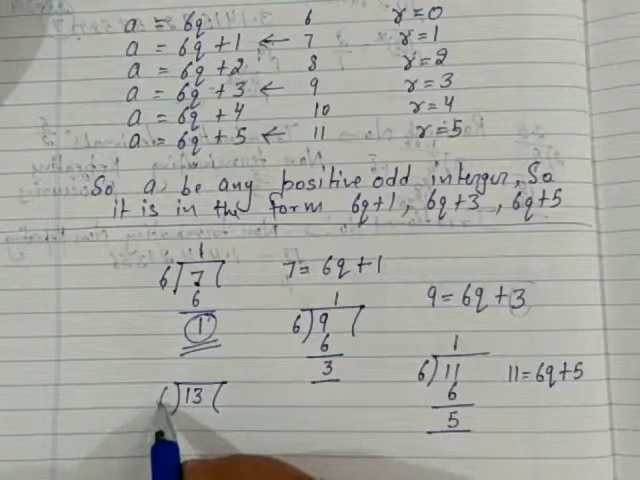 a = 6q 6 r=0
a = 6q +1 ← 7 r=1
a = 6q +2 8 r=2
a = 6q +3 ← 9 r=3
a = 6q +4 10 r=4
a = 6q +5 ← 11 r=5
So a, be any positive odd interger, So
it is in the form 6q+1, 6q+3, 6q+5
1
6)7( 7=6q+1
6
1
1
6)9( 9=6q+3
6
3
1
6)11 11=6q+5
6
5
6)13(